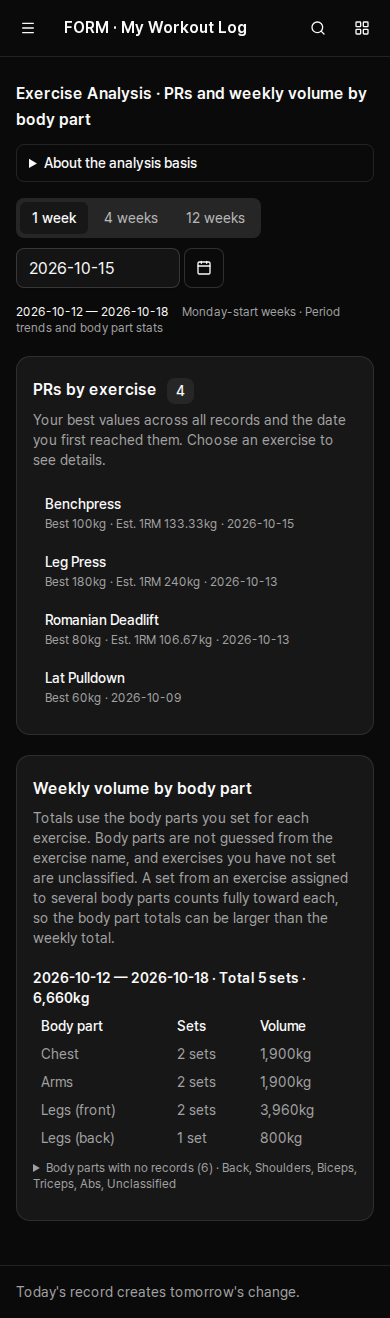 FORM · My Workout Log
Exercise Analysis · PRs and weekly volume by
body part
About the analysis basis
1 week 4 weeks 12 weeks
2026-10-15
2026-10-12 — 2026-10-18 Monday-start weeks · Period
trends and body part stats
PRs by exercise 4
Your best values across all records and the date
you first reached them. Choose an exercise to
see details.
Benchpress
Best 100kg · Est. 1RM 133.33kg · 2026-10-15
Leg Press
Best 180kg · Est. 1RM 240kg · 2026-10-13
Romanian Deadlift
Best 80kg · Est. 1RM 106.67kg · 2026-10-13
Lat Pulldown
Best 60kg · 2026-10-09
Weekly volume by body part
Totals use the body parts you set for each
exercise. Body parts are not guessed from the
exercise name, and exercises you have not set
are unclassified. A set from an exercise assigned
to several body parts counts fully toward each,
so the body part totals can be larger than the
weekly total.
2026-10-12 — 2026-10-18 · Total 5 sets ·
6,660kg
Body part Sets Volume
Chest 2 sets 1,900kg
Arms 2 sets 1,900kg
Legs (front) 2 sets 3,960kg
Legs (back) 1 set 800kg
Body parts with no records (6) · Back, Shoulders, Biceps,
Triceps, Abs, Unclassified
Today's record creates tomorrow's change.